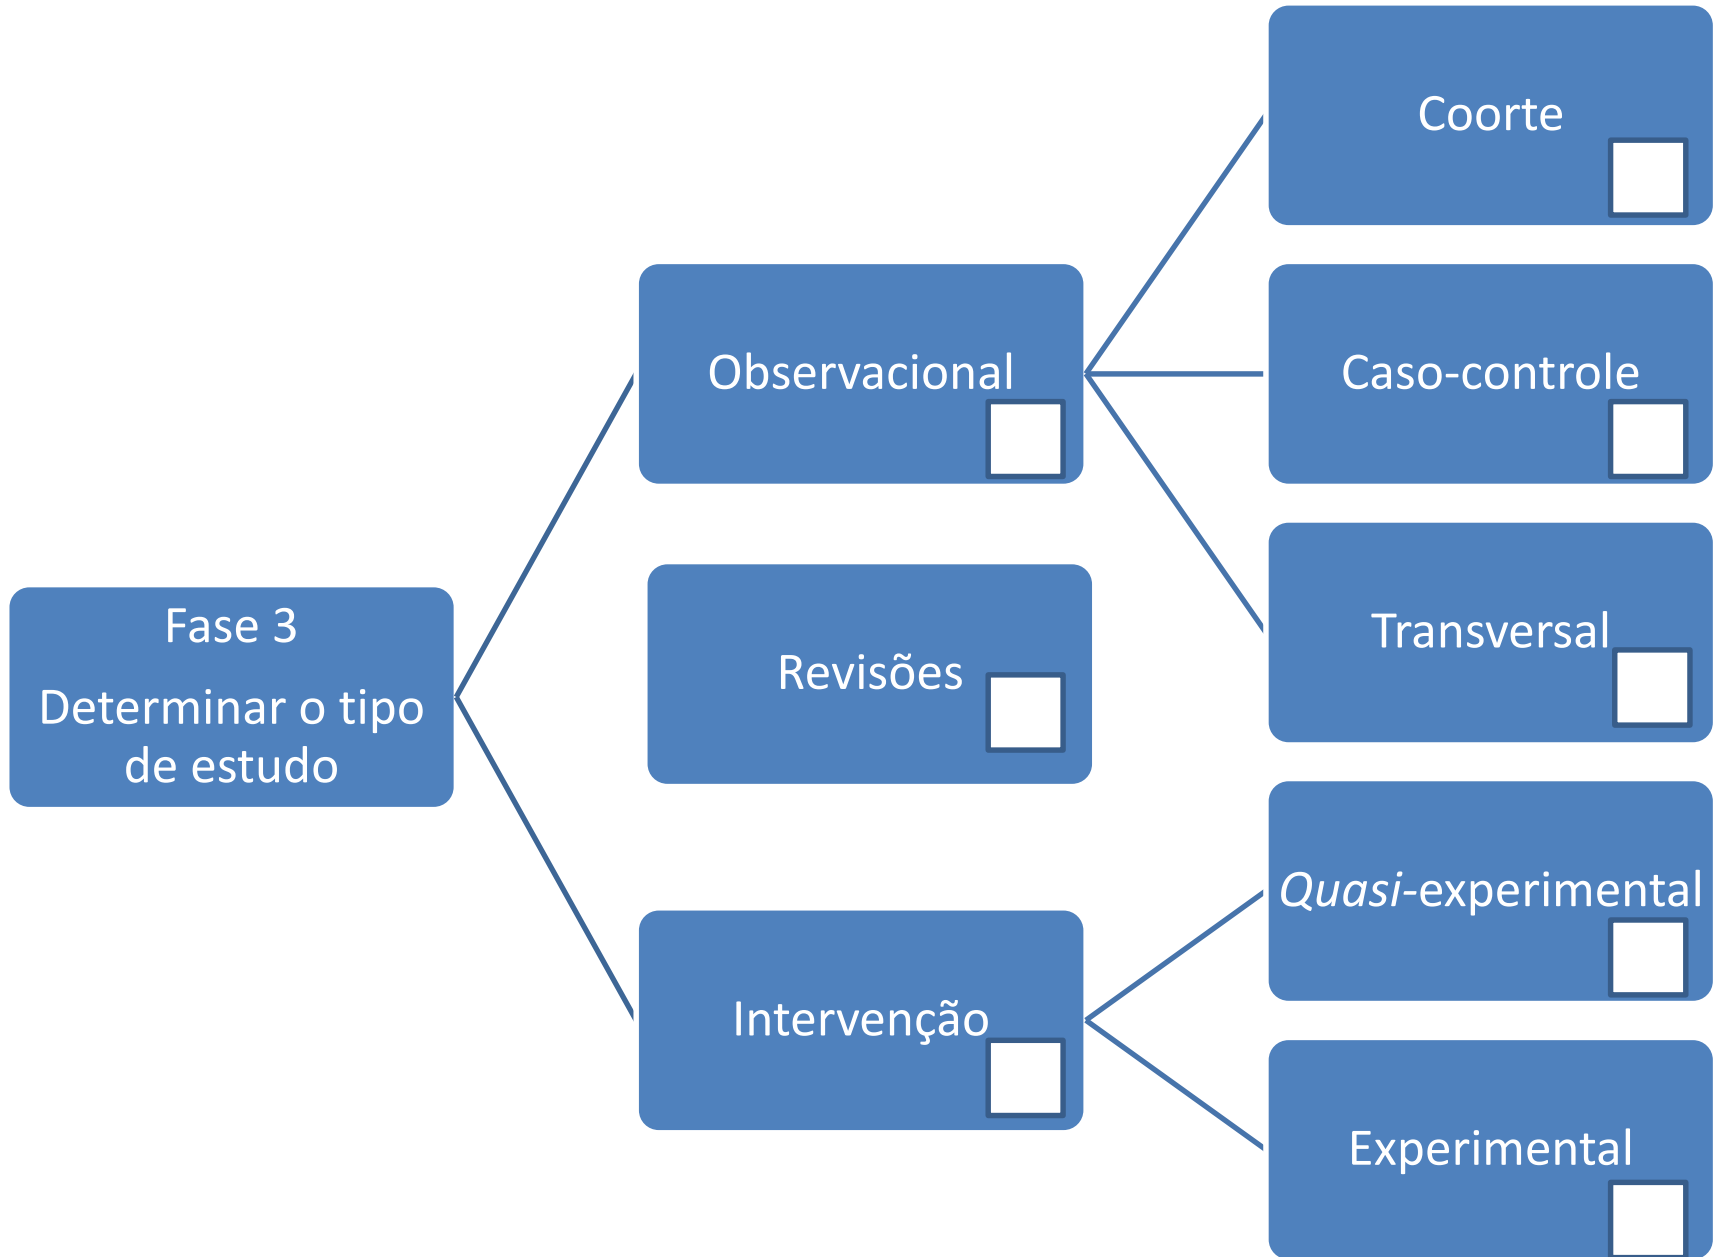 Fase 3
Determinar o tipo
de estudo
Observacional
Revisões
Intervenção
Coorte
Caso-controle
Transversal
Quasi-experimental
Experimental